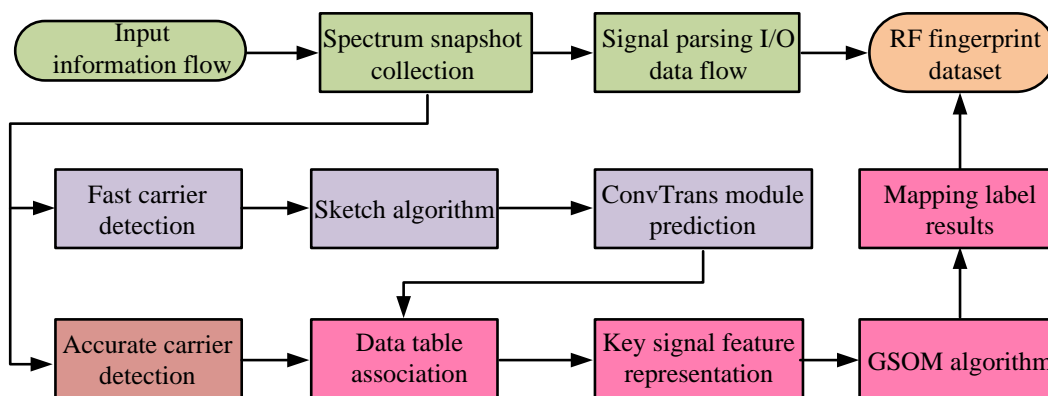 Input
information flow
Spectrum snapshot
collection
Signal parsing I/O
data flow
RF fingerprint
dataset
Fast carrier
detection
Sketch algorithm
ConvTrans module
prediction
Mapping label
results
Accurate carrier
detection
Data table
association
Key signal feature
representation
GSOM algorithm